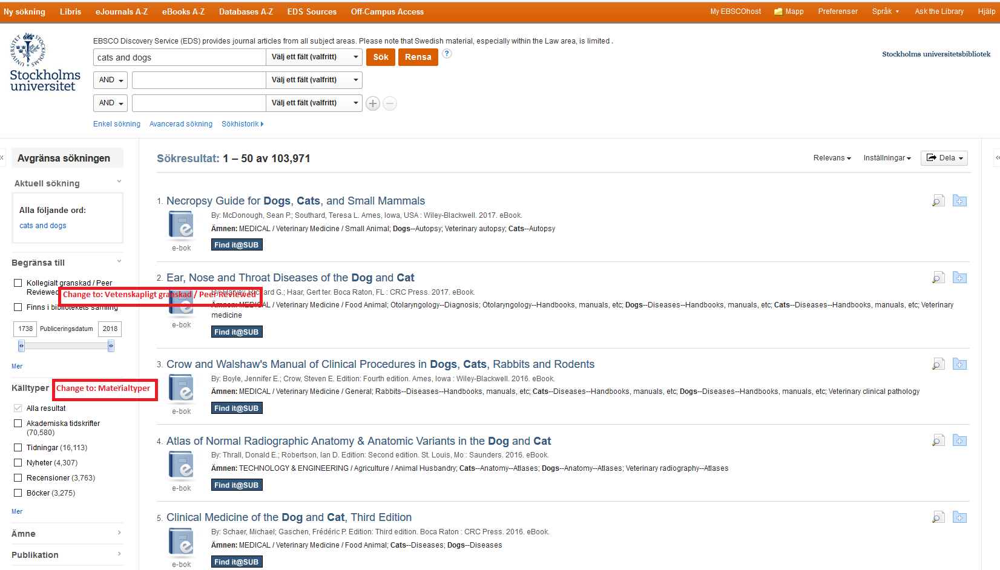 Ny sökning Libris eJournals A-Z eBooks A-Z Databases A-Z EDS Sources Off-Campus Access My EBSCOhost Mapp Preferenser Språk Ask the Library Hjälp
EBSCO Discovery Service (EDS) provides journal articles from all subject areas. Please note that Swedish material, especially within the Law area, is limited .
Stockholms
universitet
cats and dogs Välj ett fält (valfritt) Sök Rensa ?
Stockholms universitetsbibliotek
AND Välj ett fält (valfritt)
AND Välj ett fält (valfritt)
Enkel sökning Avancerad sökning Sökhistorik
Avgränsa sökningen
Aktuell sökning
Alla följande ord:
cats and dogs
Begränsa till
Kollegialt granskad / Peer
Reviewed
Change to: Vetenskapligt granskad / Peer Reviewed
Finns i bibliotekets samling
1738 Publiceringsdatum 2018
Mer
Källtyper
Change to: Materialtyper
Alla resultat
Akademiska tidskrifter
(70,580)
Tidningar (16,113)
Nyheter (4,307)
Recensioner (3,763)
Böcker (3,275)
Mer
Ämne
Publikation
Sökresultat: 1 – 50 av 103,971
Relevans Inställningar Dela
1. Necropsy Guide for Dogs, Cats, and Small Mammals
By: McDonough, Sean P.; Southard, Teresa L. Ames, Iowa, USA : Wiley-Blackwell. 2017. eBook.
Ämnen: MEDICAL / Veterinary Medicine / Small Animal; Dogs--Autopsy; Veterinary autopsy; Cats--Autopsy
e-bok
Find it@SUB
2. Ear, Nose and Throat Diseases of the Dog and Cat
By: Harvey, Richard G.; Haar, Gert ter. Boca Raton, FL : CRC Press. 2017. eBook.
Ämnen: MEDICAL / Veterinary Medicine / Food Animal; Otolaryngology--Diagnosis; Otolaryngology--Handbooks, manuals, etc; Dogs--Diseases--Handbooks, manuals, etc; Cats--Diseases--Handbooks, manuals, etc; Veterinary
medicine
e-bok
Find it@SUB
3. Crow and Walshaw's Manual of Clinical Procedures in Dogs, Cats, Rabbits and Rodents
By: Boyle, Jennifer E.; Crow, Steven E. Edition: Fourth edition. Ames, Iowa : Wiley-Blackwell. 2016. eBook.
Ämnen: MEDICAL / Veterinary Medicine / General; Rabbits--Diseases--Handbooks, manuals, etc; Cats--Diseases--Handbooks, manuals, etc; Dogs--Diseases--Handbooks, manuals, etc; Veterinary clinical pathology
e-bok
Find it@SUB
4. Atlas of Normal Radiographic Anatomy & Anatomic Variants in the Dog and Cat
By: Thrall, Donald E.; Robertson, Ian D. Edition: Second edition. St. Louis, Mo : Saunders. 2016. eBook.
Ämnen: TECHNOLOGY & ENGINEERING / Agriculture / Animal Husbandry; Cats--Anatomy--Atlases; Dogs--Anatomy--Atlases; Veterinary radiography--Atlases
e-bok
Find it@SUB
5. Clinical Medicine of the Dog and Cat, Third Edition
By: Schaer, Michael; Gaschen, Frédéric P. Edition: Third edition. Boca Raton : CRC Press. 2016. eBook.
Ämnen: MEDICAL / Veterinary Medicine / Food Animal; Cats--Diseases; Dogs--Diseases
e-bok
Find it@SUB